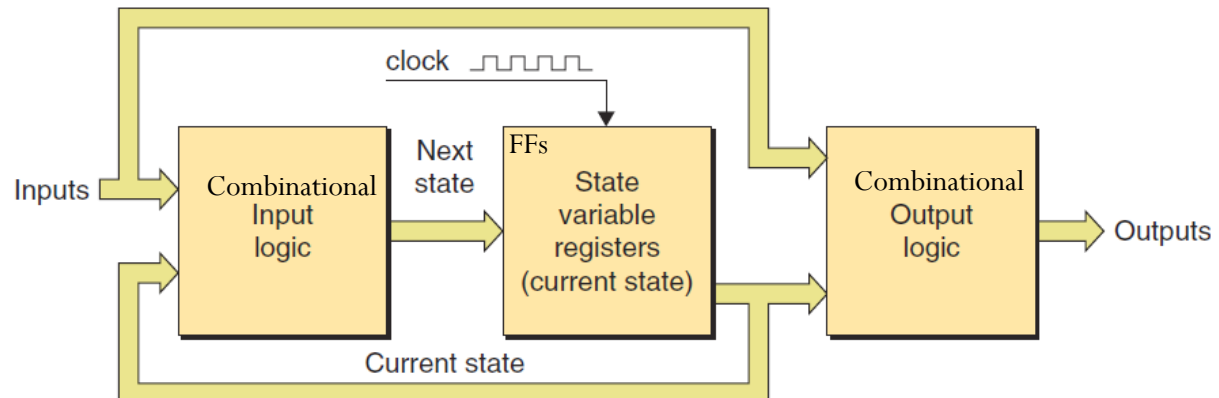 clock
Inputs
Combinational
Input
logic
Next
state
FFs
State
variable
registers
(current state)
Combinational
Output
logic
Outputs
Current state